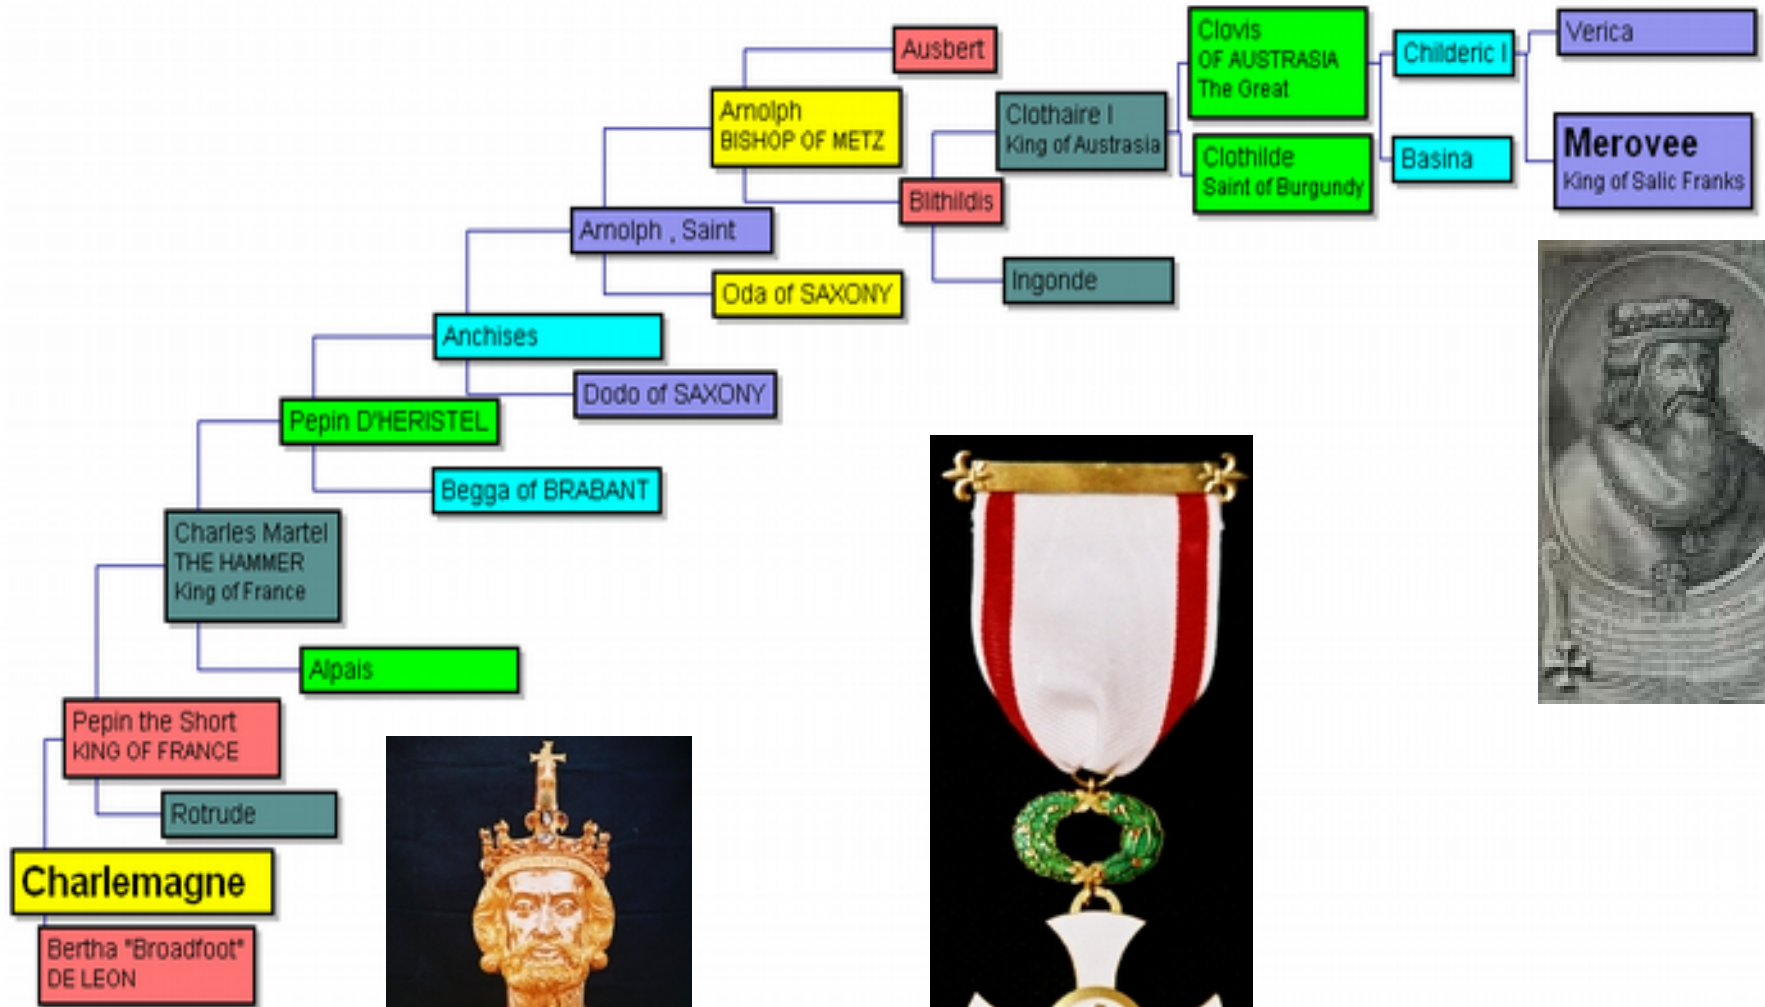 Ausbert
Clovis
OF AUSTRASIA
The Great
Childeric I
Verica
Arnolph
BISHOP OF METZ
Clothaire I
King of Austrasia
Clothilde
Saint of Burgundy
Basina
Merovee
King of Salic Franks
Blithildis
Arnolph , Saint
Ingonde
Oda of SAXONY
Anchises
Dodo of SAXONY
Pepin D'HERISTEL
Begga of BRABANT
Charles Martel
THE HAMMER
King of France
Alpais
Pepin the Short
KING OF FRANCE
Rotrude
Charlemagne
Bertha "Broadfoot"
DE LEON